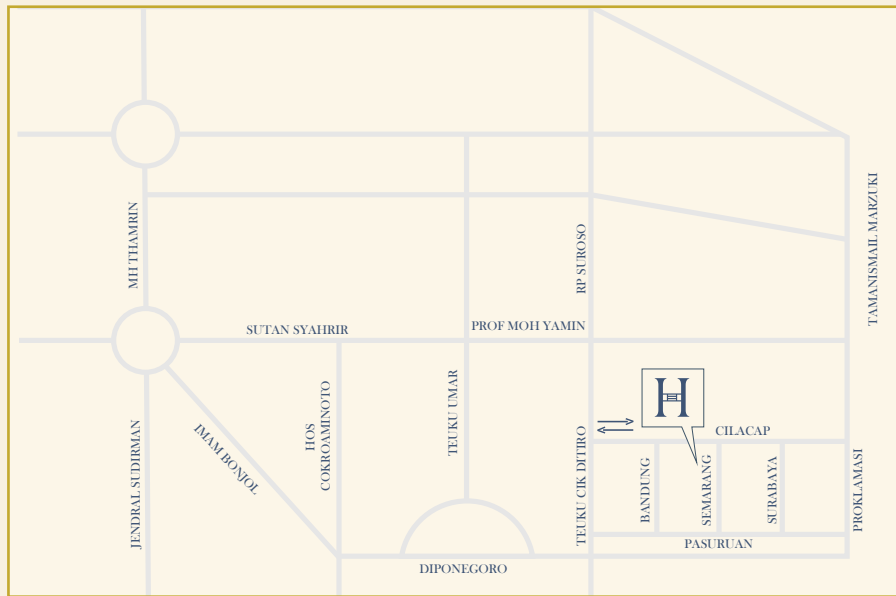 MH THAMRIN
RP SUROSO
TAMANISMAIL MARZUKI
SUTAN SYAHRIR
PROF MOH YAMIN
JENDRAL SUDIRMAN
IMAM BONJOL
HOS
COKROAMINOTO
TEUKU UMAR
TEUKU CIK DITIRO
H
CILACAP
BANDUNG
SEMARANG
SURABAYA
PROKLAMASI
PASURUAN
DIPONEGORO